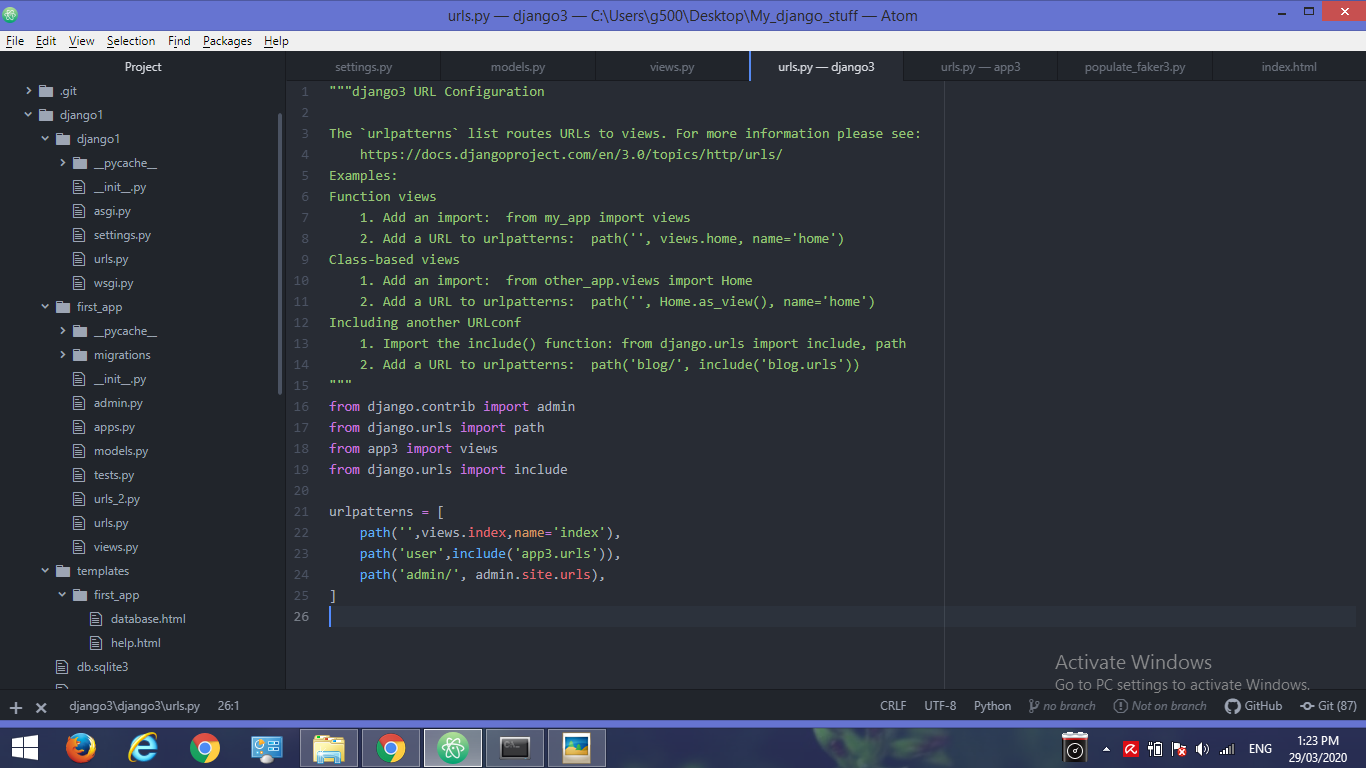 urls.py — django3 — C:\Users\g500\Desktop\My_django_stuff — Atom
File Edit View Selection Find Packages Help
Project
settings.py models.py views.py urls.py — django3 urls.py — app3 populate_faker3.py index.html
.git
django1
django1
__pycache__
__init__.py
asgi.py
settings.py
urls.py
wsgi.py
first_app
__pycache__
migrations
__init__.py
admin.py
apps.py
models.py
tests.py
urls_2.py
urls.py
views.py
templates
first_app
database.html
help.html
db.sqlite3
1 """django3 URL Configuration
2
3 The `urlpatterns` list routes URLs to views. For more information please see:
4     https://docs.djangoproject.com/en/3.0/topics/http/urls/
5 Examples:
6 Function views
7     1. Add an import:  from my_app import views
8     2. Add a URL to urlpatterns:  path('', views.home, name='home')
9 Class-based views
10     1. Add an import:  from other_app.views import Home
11     2. Add a URL to urlpatterns:  path('', Home.as_view(), name='home')
12 Including another URLconf
13     1. Import the include() function: from django.urls import include, path
14     2. Add a URL to urlpatterns:  path('blog/', include('blog.urls'))
15 """
16 from django.contrib import admin
17 from django.urls import path
18 from app3 import views
19 from django.urls import include
20
21 urlpatterns = [
22     path('',views.index,name='index'),
23     path('user',include('app3.urls')),
24     path('admin/', admin.site.urls),
25 ]
26
Activate Windows
Go to PC settings to activate Windows.
django3\django3\urls.py 26:1 CRLF UTF-8 Python no branch Not on branch GitHub Git (87)
ENG
1:23 PM
29/03/2020